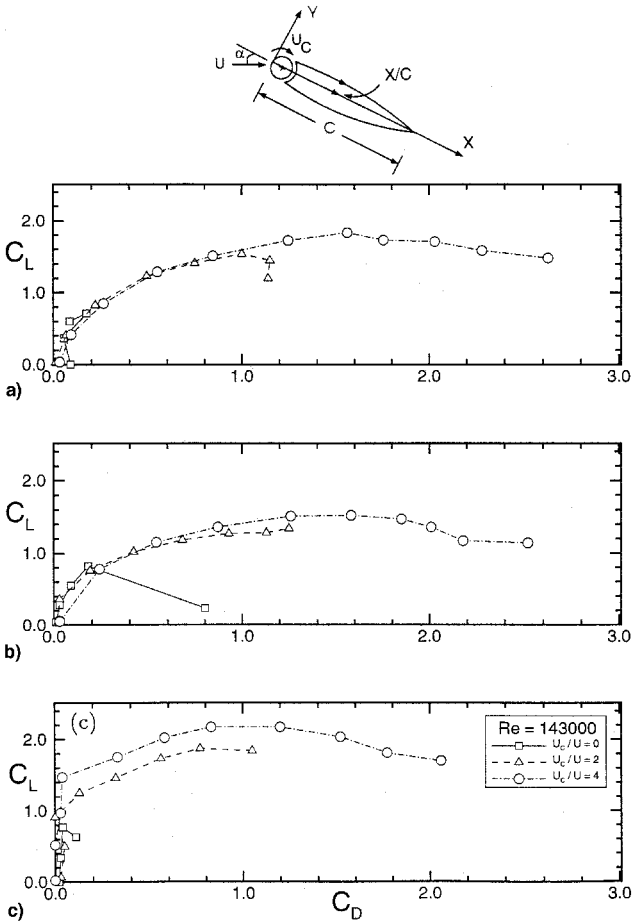 Y
U_C
α
U
X/C
C
X
2.0
C_L
1.0
0.0
0.0 1.0 2.0 3.0
a)
2.0
C_L
1.0
0.0
0.0 1.0 2.0 3.0
b)
(c)
Re = 143000
U_c / U = 0
U_c / U = 2
U_c / U = 4
2.0
C_L
1.0
0.0
0.0 1.0 2.0 3.0
C_D
c)